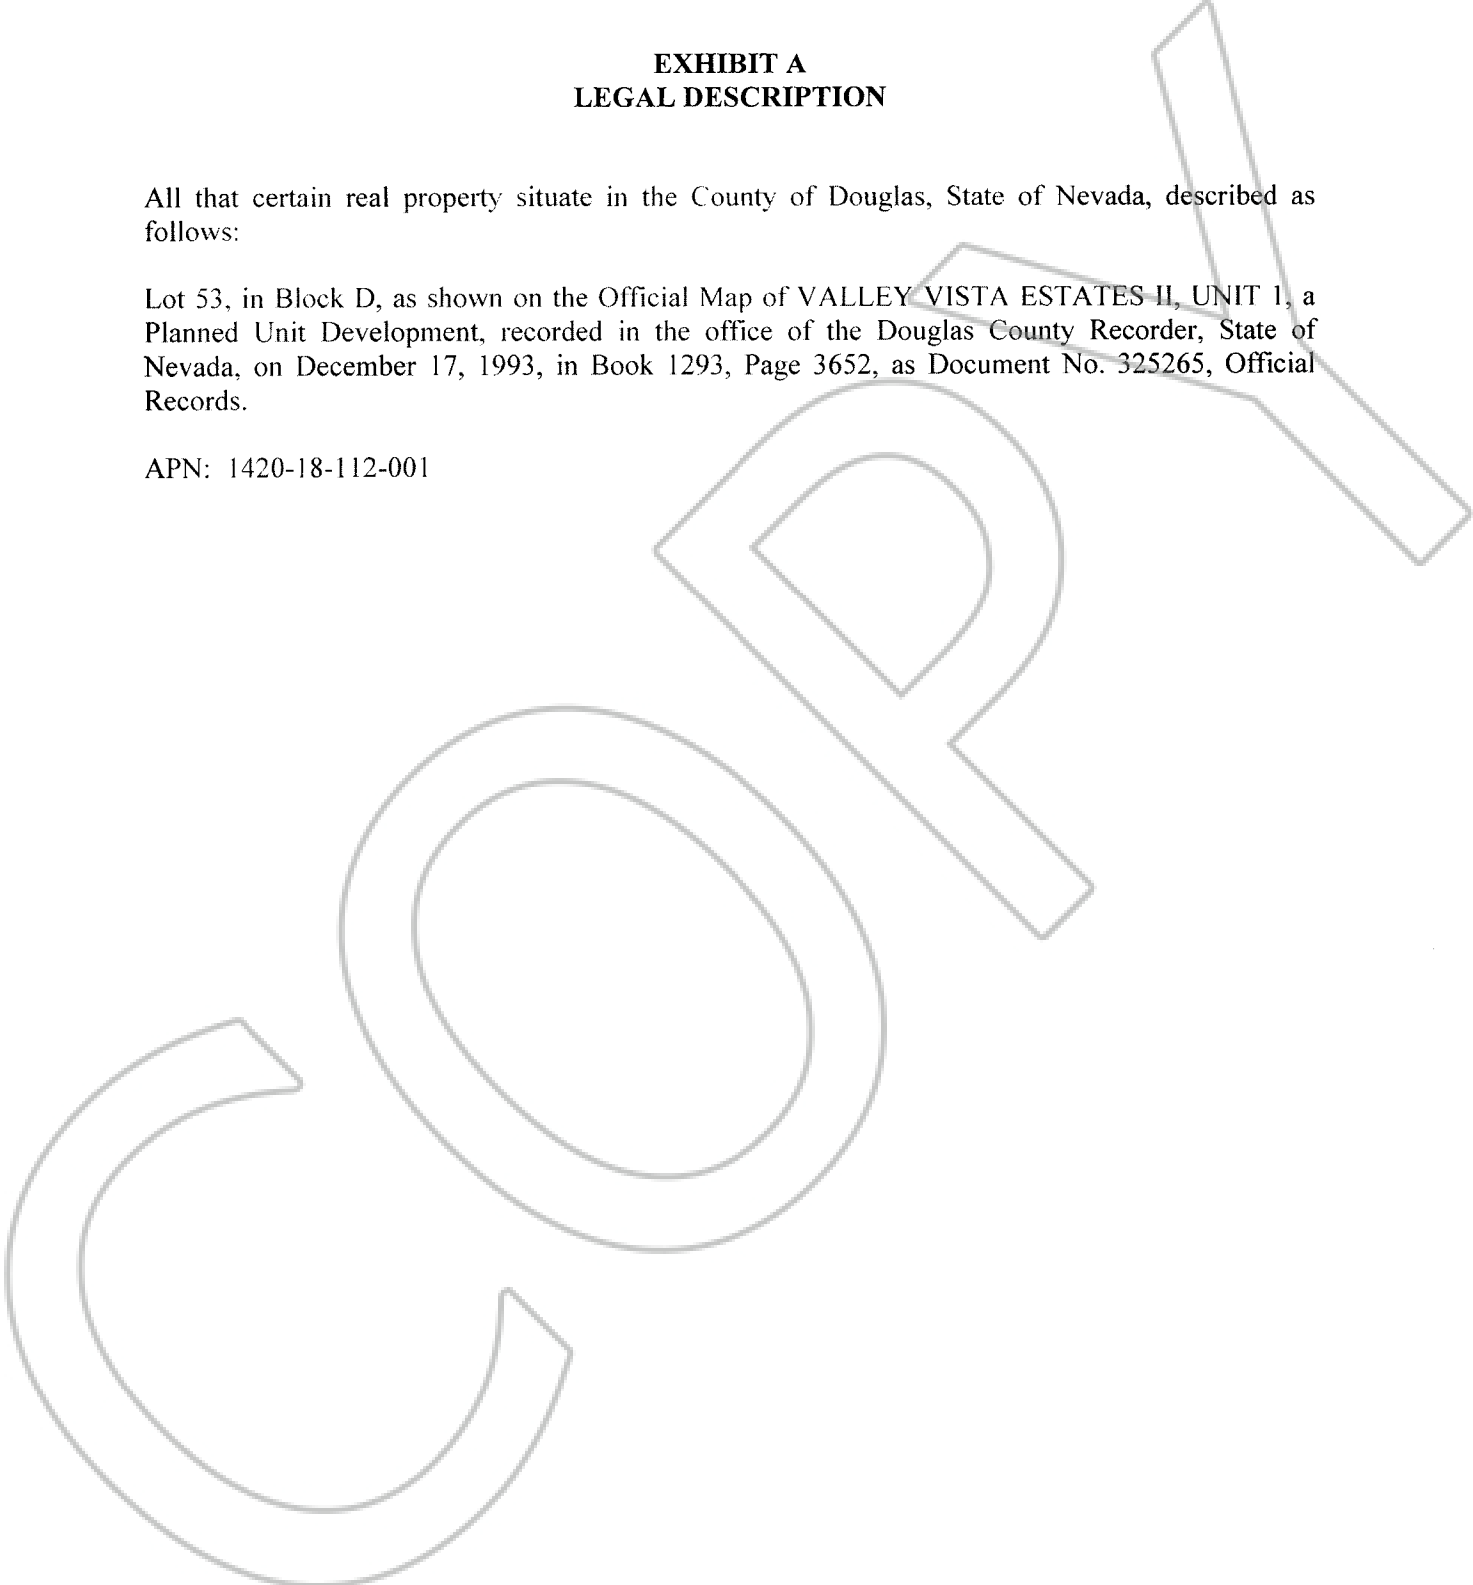 EXHIBIT A
LEGAL DESCRIPTION
All that certain real property situate in the County of Douglas, State of Nevada, described as
follows:
Lot 53, in Block D, as shown on the Official Map of VALLEY VISTA ESTATES II, UNIT 1, a
Planned Unit Development, recorded in the office of the Douglas County Recorder, State of
Nevada, on December 17, 1993, in Book 1293, Page 3652, as Document No. 325265, Official
Records.
APN: 1420-18-112-001
COPY